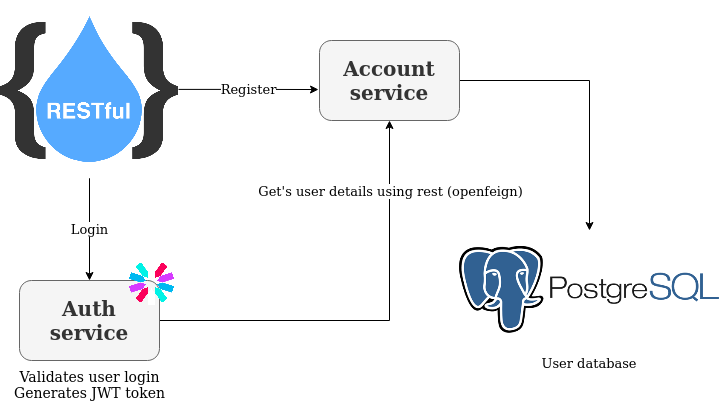 RESTful
Register
Account
service
Get's user details using rest (openfeign)
Login
Auth
service
Validates user login
Generates JWT token
PostgreSQL
User database